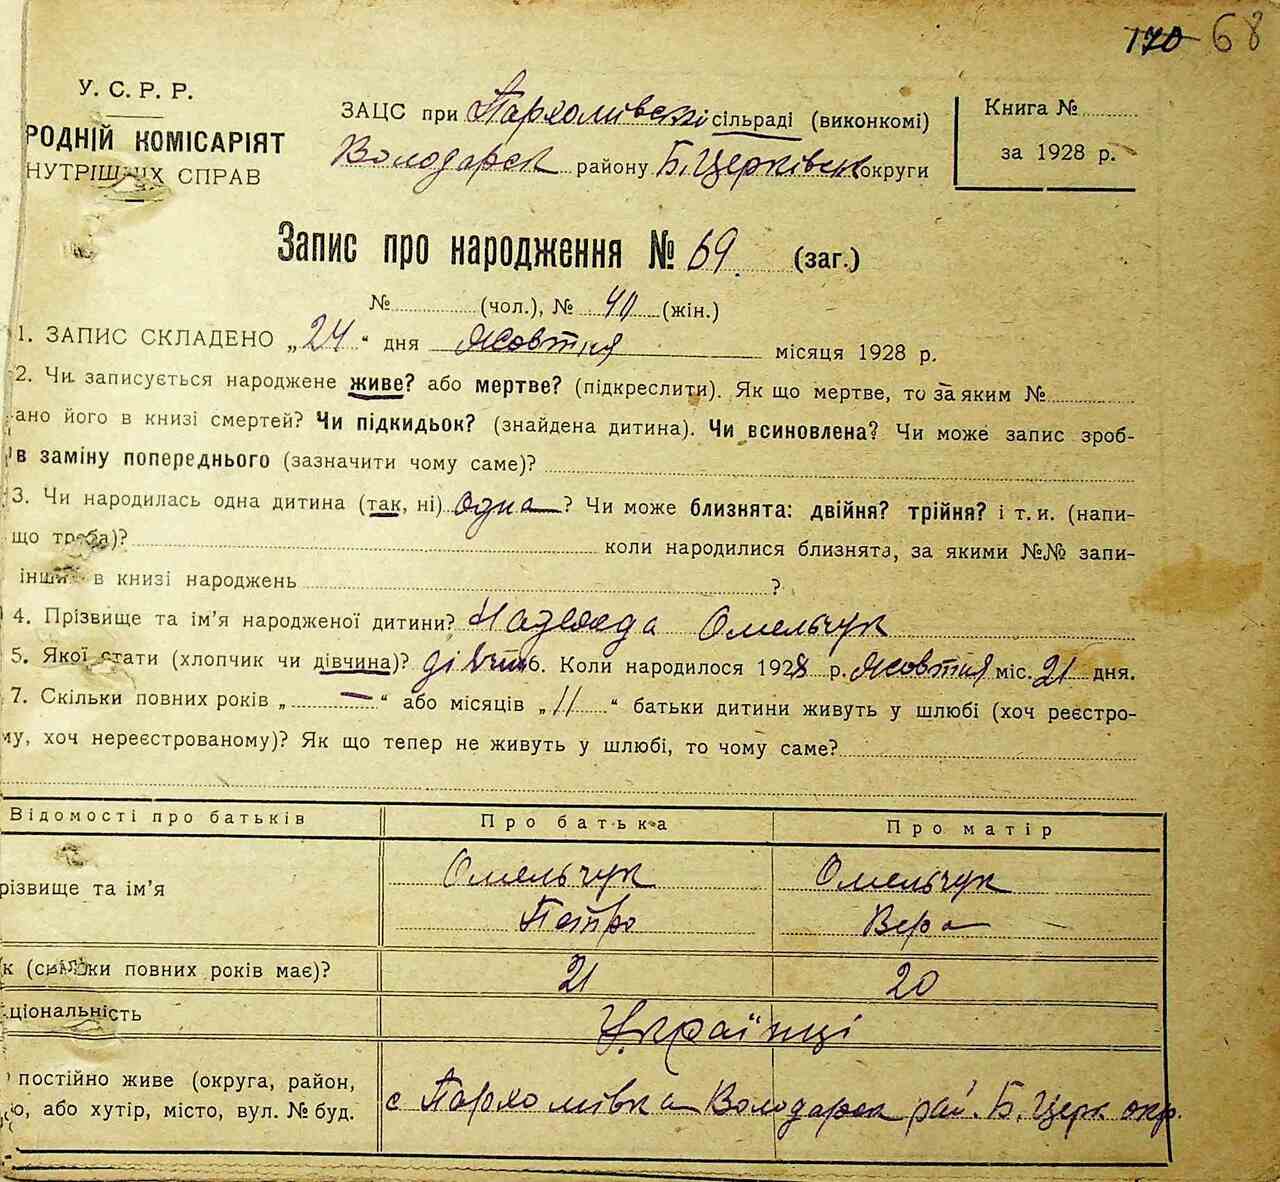 170 68
У. С. Р. Р.
РОДНІЙ КОМІСАРІЯТ
НУТРІШНІХ СПРАВ
ЗАЦС при Пархомівські сільраді (виконкомі)
Володарск району Б. Церківськ округи
Книга №
за 1928 р.
Запис про народження № 69 (заг.)
№ (чол.), № 40 (жін.)
1. ЗАПИС СКЛАДЕНО „24“ дня Жовтня місяця 1928 р.
2. Чи записується народжене живе? або мертве? (підкреслити). Як що мертве, то за яким №
ано його в книзі смертей? Чи підкидьок? (знайдена дитина). Чи всиновлена? Чи може запис зроб-
в заміну попереднього (зазначити чому саме)?
3. Чи народилась одна дитина (так, ні) одна? Чи може близнята: двійня? трійня? і т. и. (напи-
що треба)? коли народилися близнята, за якими №№ запи-
інші в книзі народжень ?
4. Прізвище та ім’я народженої дитини? Надежда Омельчук
5. Якої стати (хлопчик чи дівчина)? дівчин 6. Коли народилося 1928 р. Жовтня міс. 21 дня.
7. Скільки повних років „ — “ або місяців „ 11 “ батьки дитини живуть у шлюбі (хоч реєстро-
му, хоч нереєстрованому)? Як що тепер не живуть у шлюбі, то чому саме?
Відомості про батьків Про батька Про матір
різвище та ім’я Омельчук Омельчук
Петро Вера
к (скільки повних років має)? 21 20
ціональність Українці
постійно живе (округа, район,
о, або хутір, місто, вул. № буд. с Пархомівка Володарск рай. Б. Церк окр.